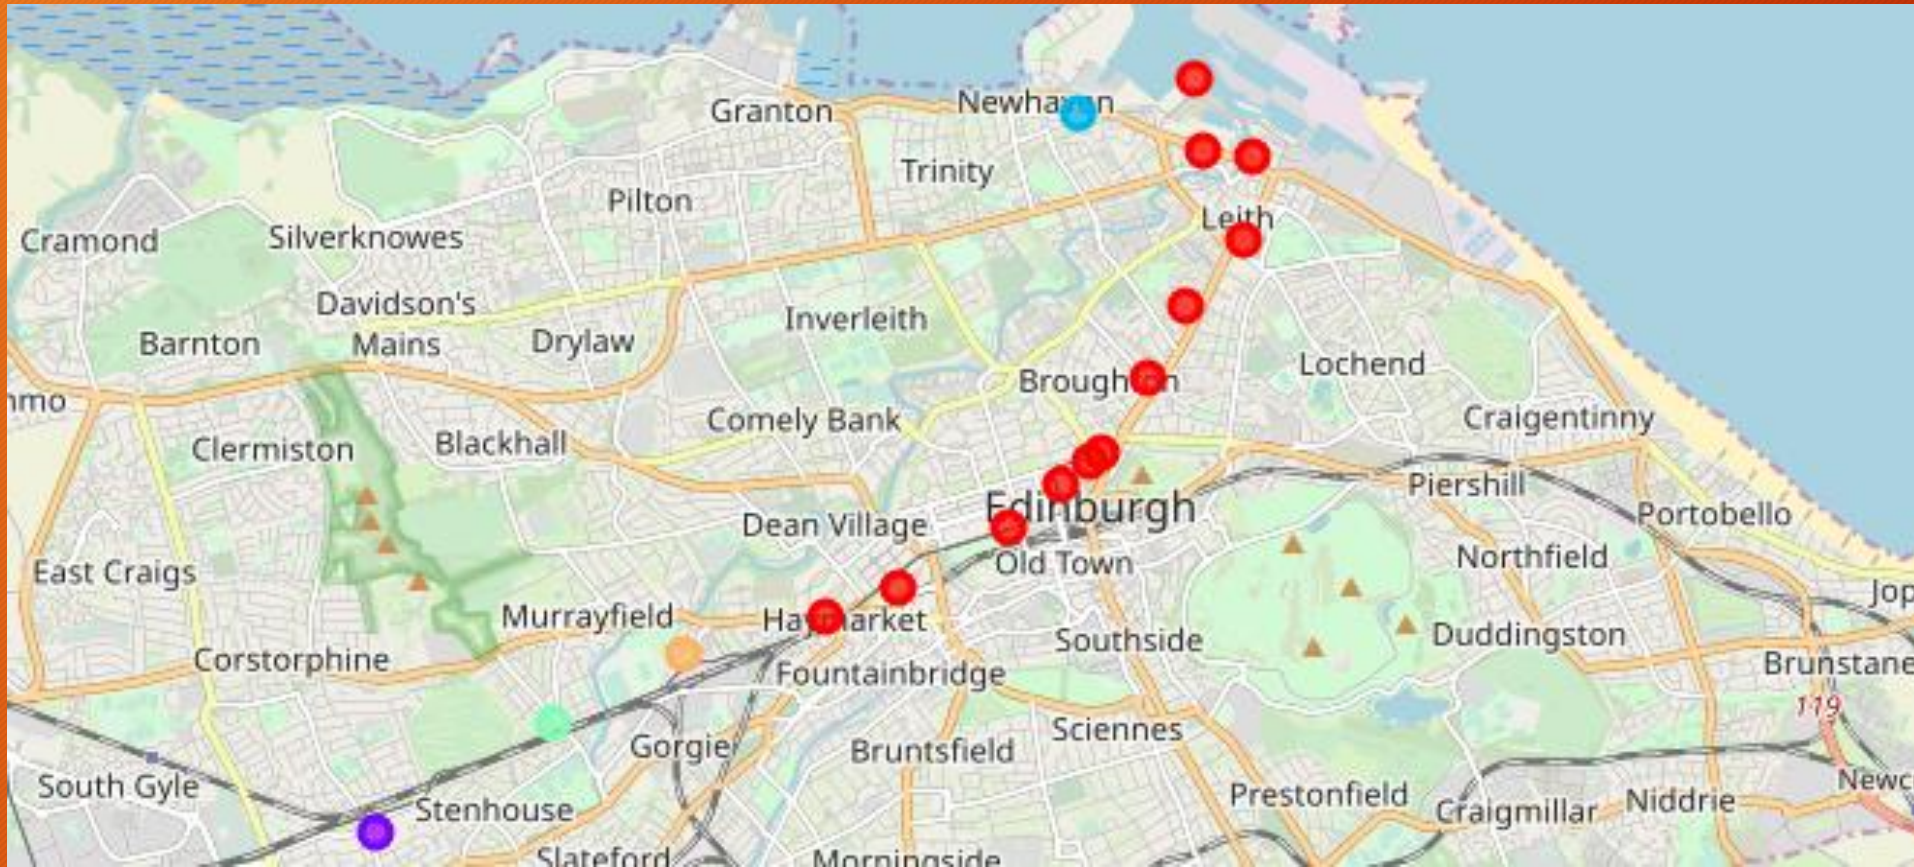 Newhaven
Granton
Trinity
Pilton
Leith
Cramond
Silverknowes
Davidson's
Mains
Inverleith
Barnton
Drylaw
Lochend
Broughton
Comely Bank
Craigentinny
Clermiston
Blackhall
Piershill
Edinburgh
Portobello
Dean Village
Northfield
Old Town
East Craigs
Murrayfield
Haymarket
Duddingston
Southside
Corstorphine
Brunstane
Fountainbridge
119
Sciennes
Gorgie
Bruntsfield
South Gyle
Prestonfield
Niddrie
Stenhouse
Craigmillar
Slateford
Morningside